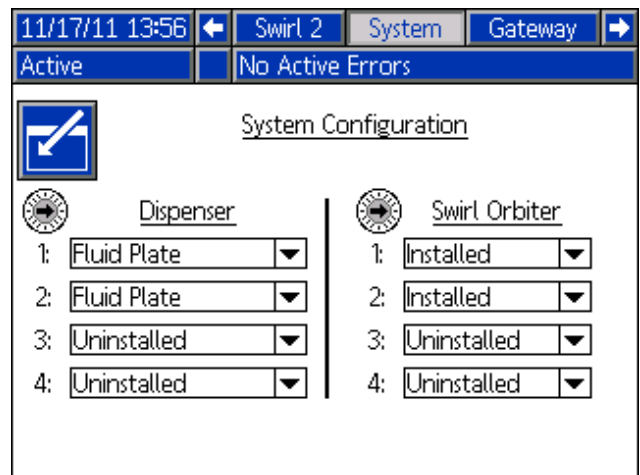 11/17/11 13:56 Swirl 2 System Gateway
Active No Active Errors
System Configuration
Dispenser
1: Fluid Plate
2: Fluid Plate
3: Uninstalled
4: Uninstalled
Swirl Orbiter
1: Installed
2: Installed
3: Uninstalled
4: Uninstalled